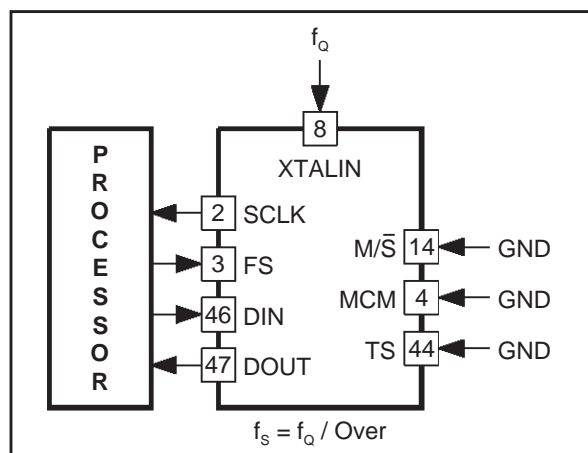 f_Q
8
XTALIN
PROCESSOR
2 SCLK
3 FS
46 DIN
47 DOUT
M/S̅ 14 GND
MCM 4 GND
TS 44 GND
f_S = f_Q / Over